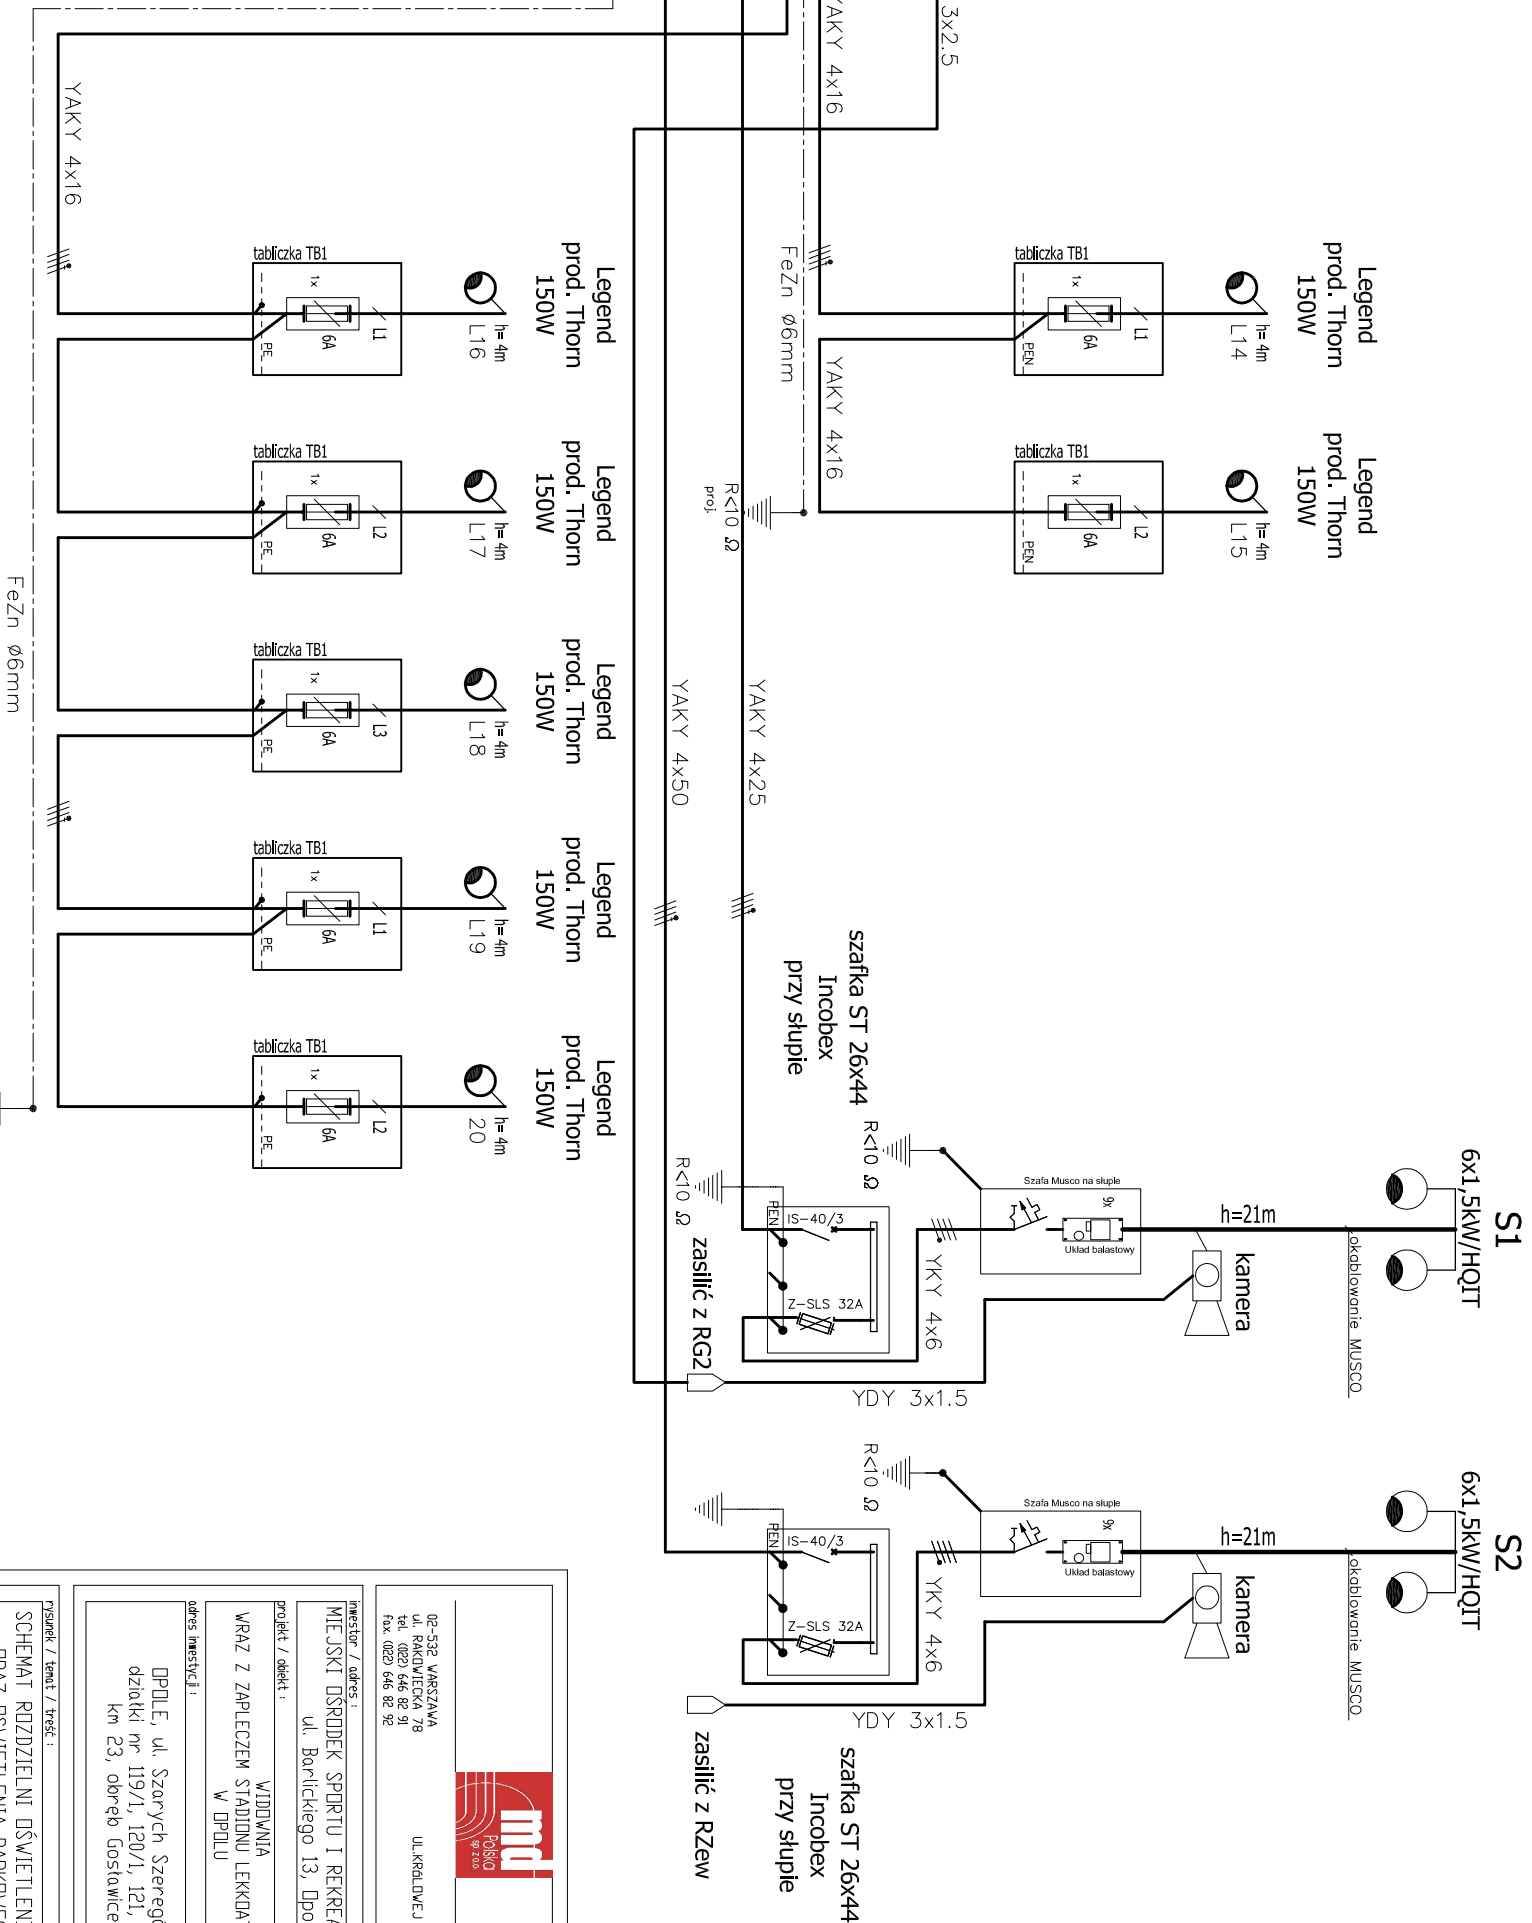 S1
6x1,5kW/HQIT
okablowanie MUSCO
h=21m
kamera
Szafa Musco na słupie
9x
Układ balastowy
R<10 Ω
YKY 4x6
YDY 3x1.5
szafka ST 26x44
Incobex
przy słupie
PEN
IS-40/3
Z-SLS 32A
R<10 Ω
zasilić z RG2
S2
6x1,5kW/HQIT
okablowanie MUSCO
h=21m
kamera
Szafa Musco na słupie
9x
Układ balastowy
R<10 Ω
YKY 4x6
YDY 3x1.5
szafka ST 26x44
Incobex
przy słupie
PEN
IS-40/3
Z-SLS 32A
zasilić z RZew
3x2.5
YAKY 4x16
Legend
prod. Thorn
150W
h= 4m
L14
tabliczka TB1
1x
6A
L1
PEN
YAKY 4x16
Legend
prod. Thorn
150W
h= 4m
L15
tabliczka TB1
1x
6A
L2
PEN
FeZn ø6mm
R<10 Ω
proj.
YAKY 4x25
YAKY 4x50
Legend
prod. Thorn
150W
h= 4m
L16
tabliczka TB1
1x
6A
L1
PE
Legend
prod. Thorn
150W
h= 4m
L17
tabliczka TB1
1x
6A
L2
PE
Legend
prod. Thorn
150W
h= 4m
L18
tabliczka TB1
1x
6A
L3
PE
Legend
prod. Thorn
150W
h= 4m
L19
tabliczka TB1
1x
6A
L1
PE
Legend
prod. Thorn
150W
h= 4m
20
tabliczka TB1
1x
6A
L2
PE
YAKY 4x16
FeZn ø6mm
md
Polska
sp. z o.o.
02-532 WARSZAWA
ul. RAKOWIECKA 78
tel. (022) 646 82 91
fax. (022) 646 82 92
UL.KRÓLOWEJ
inwestor / adres :
MIEJSKI OŚRODEK SPORTU I REKREA
ul. Barlickiego 13, Opo
projekt / obiekt :
WIDOWNIA
WRAZ Z ZAPLECZEM STADIONU LEKKOA
W OPOLU
adres inwestycji :
OPOLE, ul. Szarych Szeregó
działki nr 119/1, 120/1, 121,
km 23, obręb Gosławice
rysunek / temat / treść :
SCHEMAT ROZDZIELNI OŚWIETLENI
ORAZ OŚWIETLENIA PARKOWEG